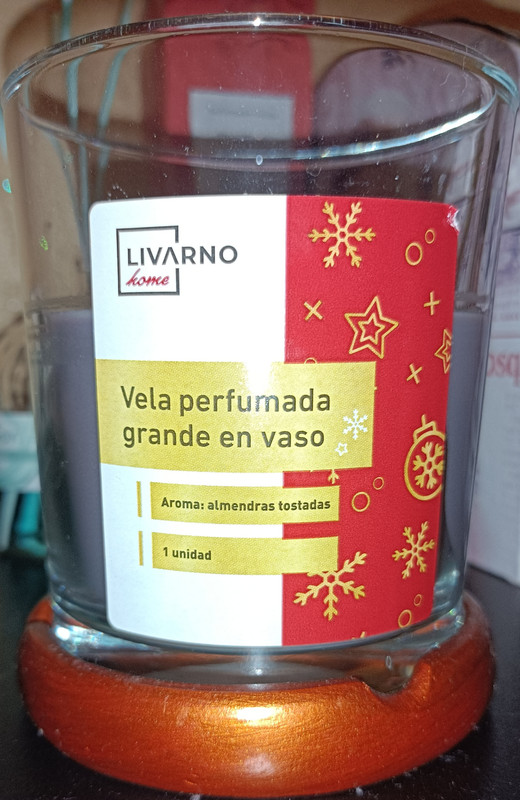 LIVARNO
home
Vela perfumada
grande en vaso
Aroma: almendras tostadas
1 unidad